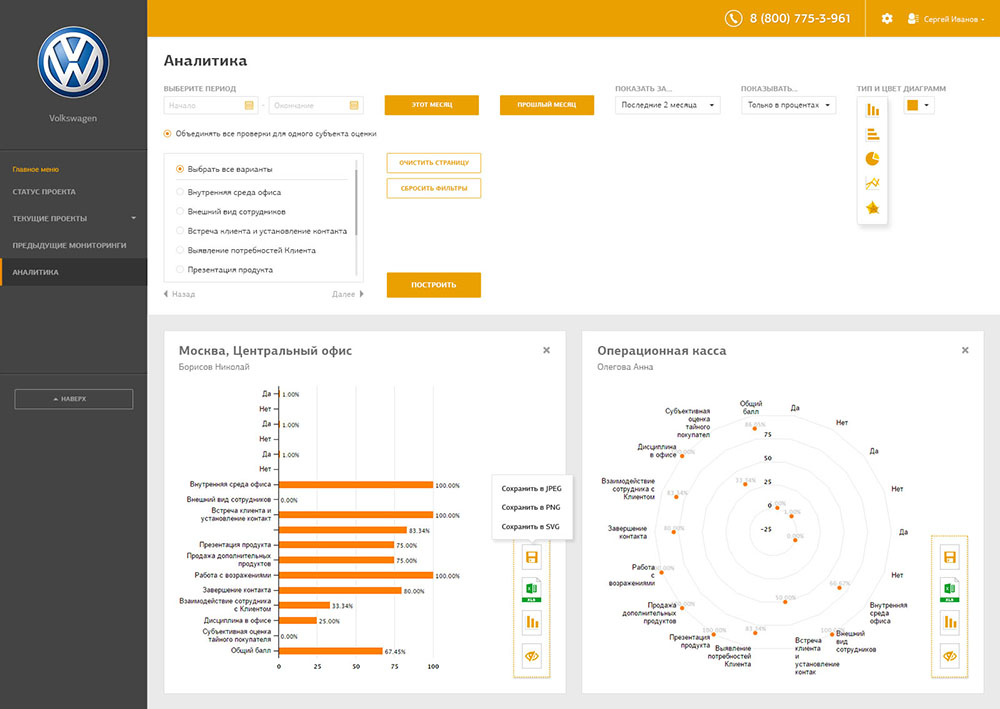 8 (800) 775-3-961
Сергей Иванов
Volkswagen
Главное меню
СТАТУС ПРОЕКТА
ТЕКУЩИЕ ПРОЕКТЫ
ПРЕДЫДУЩИЕ МОНИТОРИНГИ
АНАЛИТИКА
НАВЕРХ
Аналитика
ВЫБЕРИТЕ ПЕРИОД
Начало - Окончание
ЭТОТ МЕСЯЦ
ПРОШЛЫЙ МЕСЯЦ
ПОКАЗАТЬ ЗА...
Последние 2 месяца
ПОКАЗЫВАТЬ...
Только в процентах
ТИП И ЦВЕТ ДИАГРАММ
Объединять все проверки для одного субъекта оценки
Выбрать все варианты
Внутренняя среда офиса
Внешний вид сотрудников
Встреча клиента и установление контакта
Выявление потребностей Клиента
Презентация продукта
Назад
Далее
ОЧИСТИТЬ СТРАНИЦУ
СБРОСИТЬ ФИЛЬТРЫ
ПОСТРОИТЬ
Москва, Центральный офис
Борисов Николай
Да 1.00%
Нет
Да 1.00%
Нет
Да 1.00%
Нет
Внутренняя среда офиса 100.00%
Внешний вид сотрудников 0.00%
Встреча клиента и
установление контакт 100.00%
83.34%
Презентация продукта 75.00%
Продажа дополнительных
продуктов 75.00%
Работа с возражениями 100.00%
Завершение контакта 80.00%
Взаимодействие сотрудника
с Клиентом 33.34%
Дисциплина в офисе 25.00%
Субъективная оценка
тайного покупателя 0.00%
Общий балл 67.45%
0 25 50 75 100
Сохранить в JPEG
Сохранить в PNG
Сохранить в SVG
XLS
Операционная касса
Олегова Анна
Общий
балл
Да
Нет
Да
Нет
Да
Нет
Внутренняя
среда
офиса
Внешний
вид
сотрудников
Встреча
клиента
и
установление
контак
Выявление
потребностей
Клиента
Презентация
продукта
Продажа
дополнительных
продуктов
Работа
с
возражениями
Завершение
контакта
Взаимодействие
сотрудника с
Клиентом
Дисциплина
в офисе
Субъективная
оценка
тайного
покупател
75
50
25
0
-25
XLS